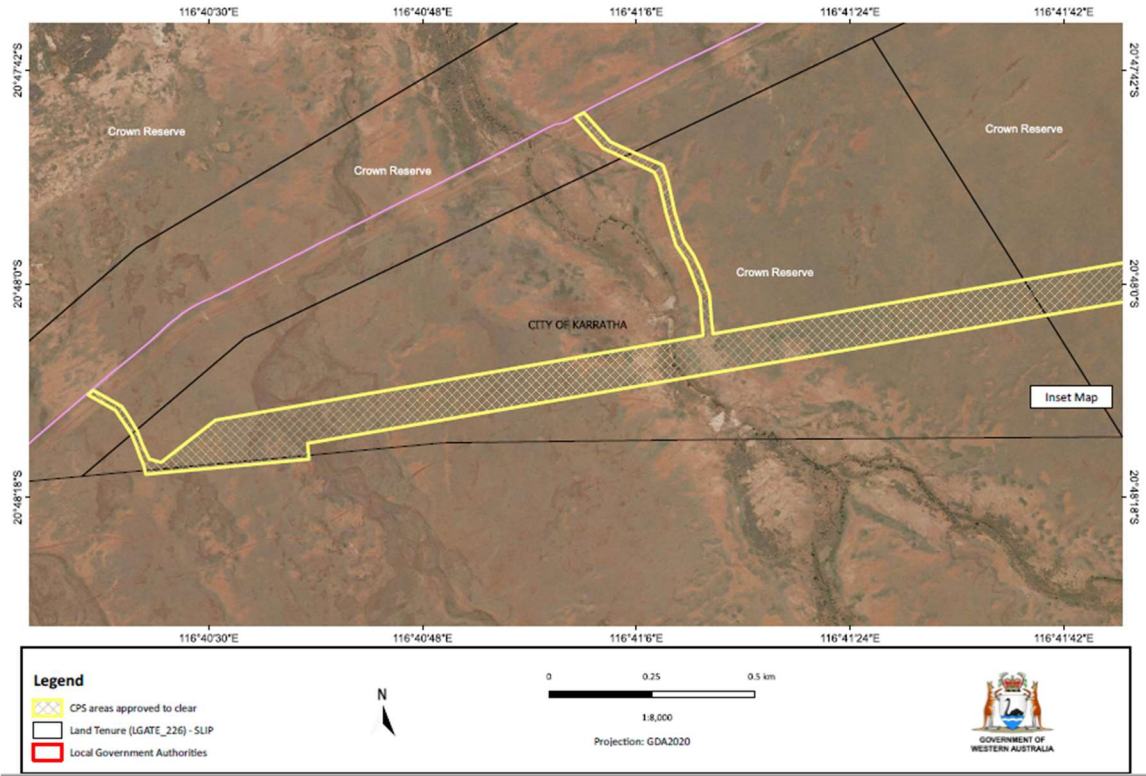 116°40'30"E
116°40'48"E
116°41'6"E
116°41'24"E
116°41'42"E
20°47'42"S
20°47'42"S
Crown Reserve
Crown Reserve
Crown Reserve
Crown Reserve
20°48'0"S
20°48'0"S
CITY OF KARRATHA
Inset Map
20°48'18"S
20°48'18"S
116°40'30"E
116°40'48"E
116°41'6"E
116°41'24"E
116°41'42"E
Legend
CPS areas approved to clear
Land Tenure (LGATE_226) - SLIP
Local Government Authorities
N
0 0.25 0.5 km
1:8,000
Projection: GDA2020
GOVERNMENT OF
WESTERN AUSTRALIA